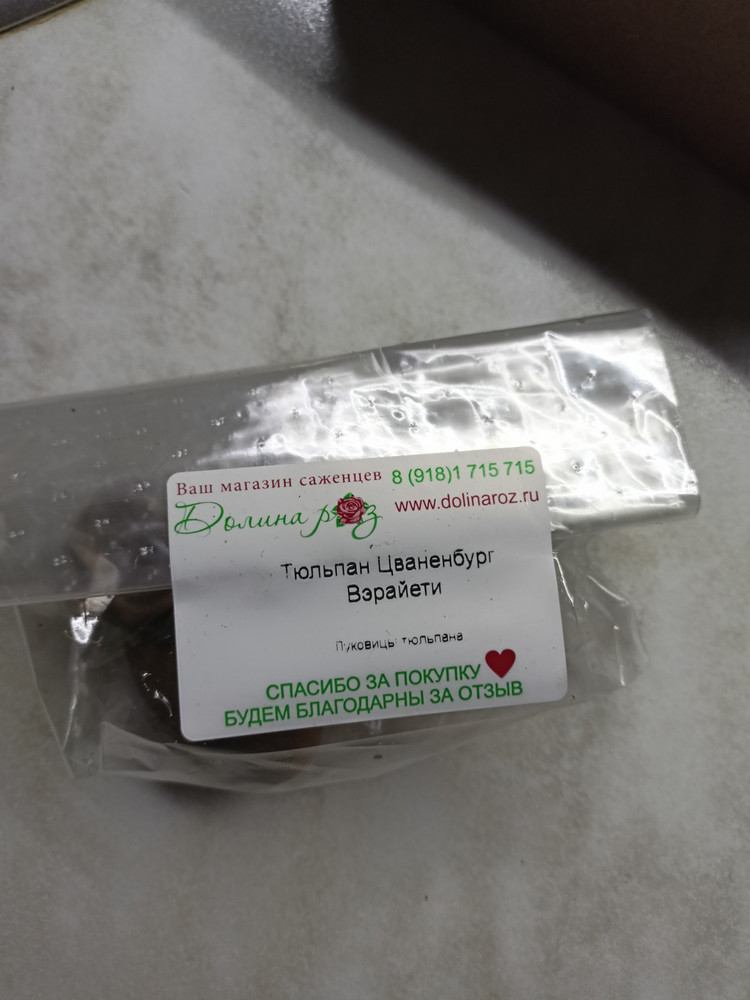 Ваш магазин саженцев 8 (918)1 715 715
Долина роз www.dolinaroz.ru
Тюльпан Цваненбург
Вэрайети
Луковицы тюльпана
СПАСИБО ЗА ПОКУПКУ
БУДЕМ БЛАГОДАРНЫ ЗА ОТЗЫВ